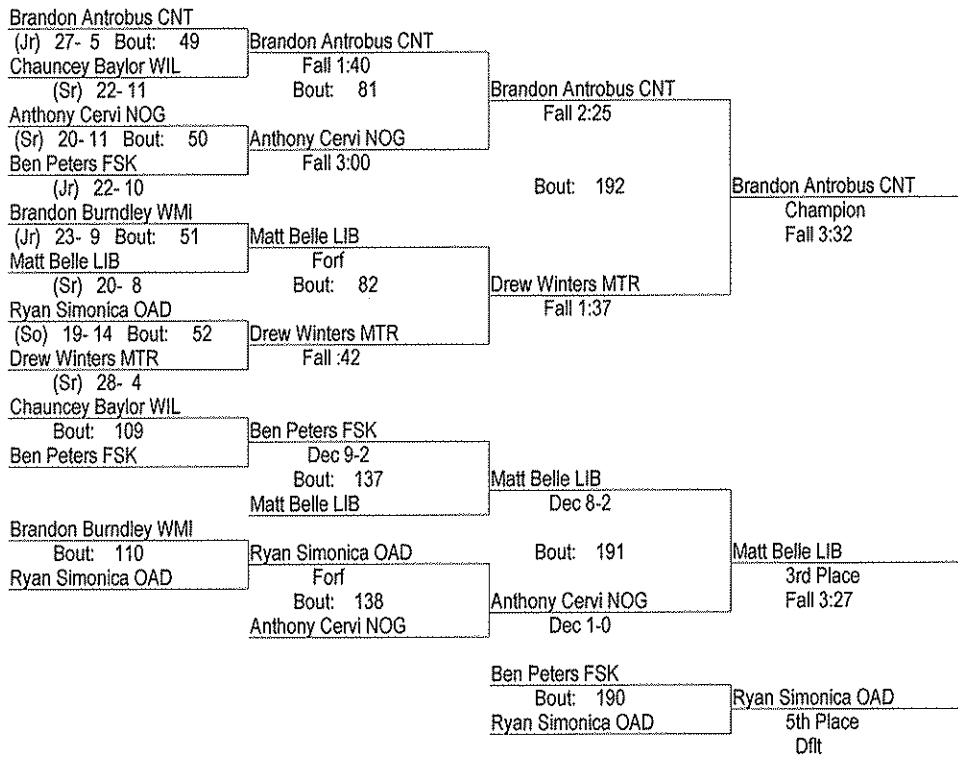 Brandon Antrobus CNT
(Jr) 27- 5 Bout: 49
Chauncey Baylor WIL
(Sr) 22- 11
Anthony Cervi NOG
(Sr) 20- 11 Bout: 50
Ben Peters FSK
(Jr) 22- 10
Brandon Burndley WMI
(Jr) 23- 9 Bout: 51
Matt Belle LIB
(Sr) 20- 8
Ryan Simonica OAD
(So) 19- 14 Bout: 52
Drew Winters MTR
(Sr) 28- 4
Brandon Antrobus CNT
Fall 1:40
Bout: 81
Anthony Cervi NOG
Fall 3:00
Matt Belle LIB
Forf
Bout: 82
Drew Winters MTR
Fall :42
Brandon Antrobus CNT
Fall 2:25
Bout: 192
Drew Winters MTR
Fall 1:37
Brandon Antrobus CNT
Champion
Fall 3:32
Chauncey Baylor WIL
Bout: 109
Ben Peters FSK
Brandon Burndley WMI
Bout: 110
Ryan Simonica OAD
Ben Peters FSK
Dec 9-2
Bout: 137
Matt Belle LIB
Ryan Simonica OAD
Forf
Bout: 138
Anthony Cervi NOG
Matt Belle LIB
Dec 8-2
Bout: 191
Anthony Cervi NOG
Dec 1-0
Matt Belle LIB
3rd Place
Fall 3:27
Ben Peters FSK
Bout: 190
Ryan Simonica OAD
Ryan Simonica OAD
5th Place
Dflt